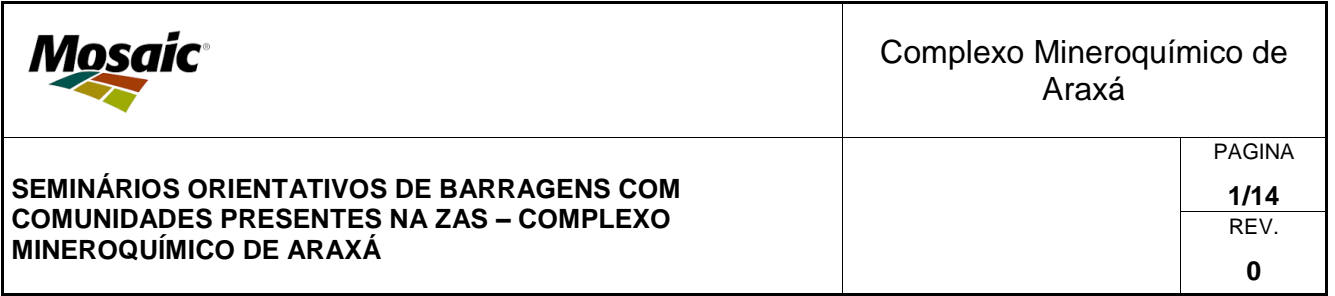 Mosaic®
Complexo Mineroquímico de
Araxá
SEMINÁRIOS ORIENTATIVOS DE BARRAGENS COM
COMUNIDADES PRESENTES NA ZAS – COMPLEXO
MINEROQUÍMICO DE ARAXÁ
PAGINA
1/14
REV.
0